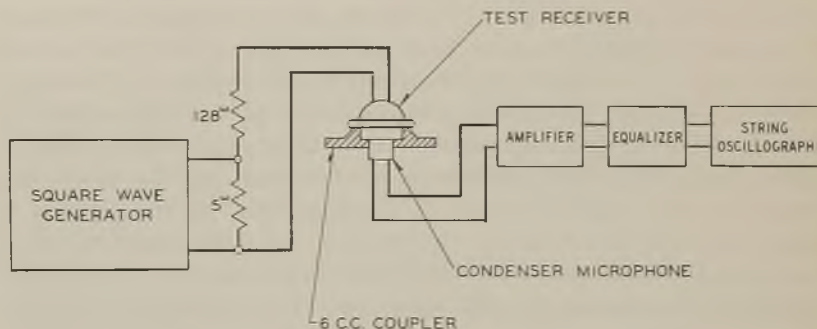 TEST RECEIVER
128ω
AMPLIFIER
EQUALIZER
STRING
OSCILLOGRAPH
SQUARE WAVE
GENERATOR
5ω
CONDENSER MICROPHONE
6 C.C. COUPLER